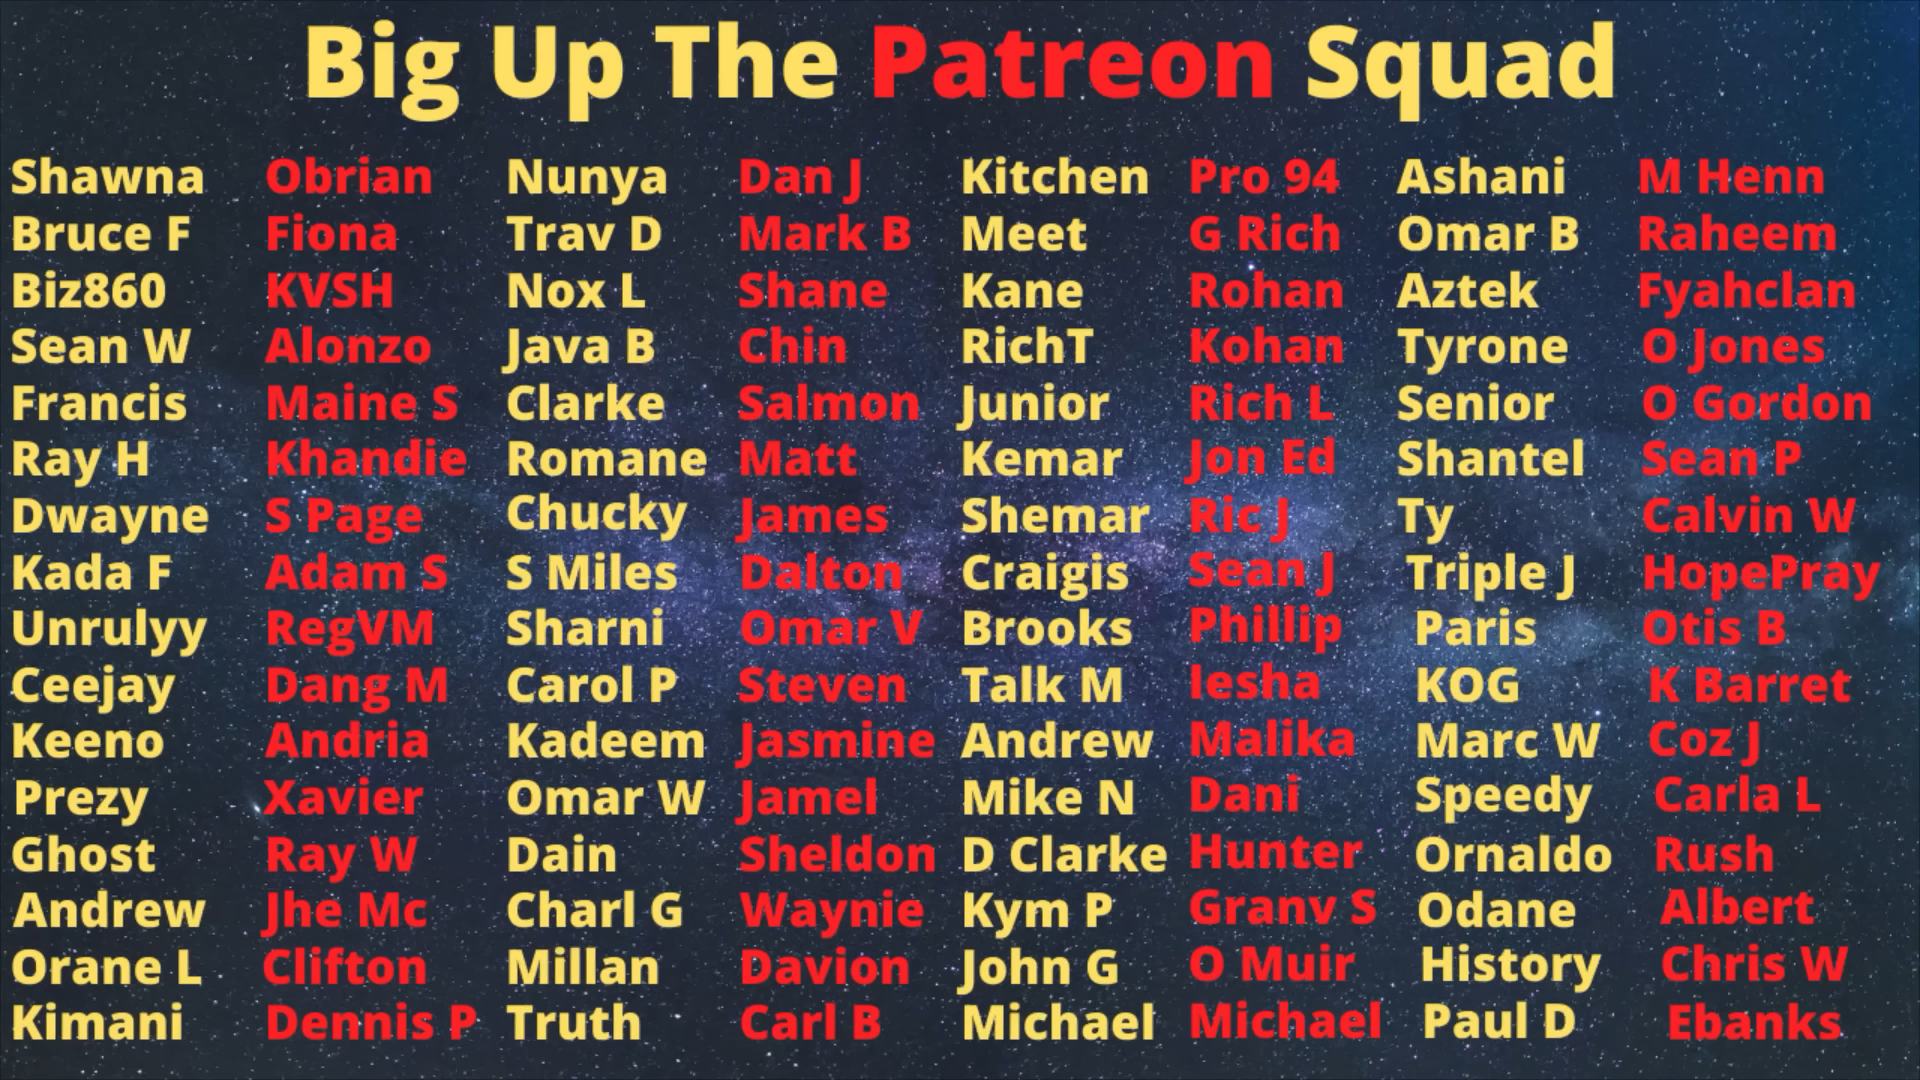 Big Up The Patreon Squad
Shawna Obrian Nunya Dan J Kitchen Pro 94 Ashani M Henn
Bruce F Fiona Trav D Mark B Meet G Rich Omar B Raheem
Biz860 KVSH Nox L Shane Kane Rohan Aztek Fyahclan
Sean W Alonzo Java B Chin RichT Kohan Tyrone O Jones
Francis Maine S Clarke Salmon Junior Rich L Senior O Gordon
Ray H Khandie Romane Matt Kemar Jon Ed Shantel Sean P
Dwayne S Page Chucky James Shemar Ric J Ty Calvin W
Kada F Adam S S Miles Dalton Craigis Sean J Triple J HopePray
Unrulyy RegVM Sharni Omar V Brooks Phillip Paris Otis B
Ceejay Dang M Carol P Steven Talk M Iesha KOG K Barret
Keeno Andria Kadeem Jasmine Andrew Malika Marc W Coz J
Prezy Xavier Omar W Jamel Mike N Dani Speedy Carla L
Ghost Ray W Dain Sheldon D Clarke Hunter Ornaldo Rush
Andrew Jhe Mc Charl G Waynie Kym P Granv S Odane Albert
Orane L Clifton Millan Davion John G O Muir History Chris W
Kimani Dennis P Truth Carl B Michael Michael Paul D Ebanks